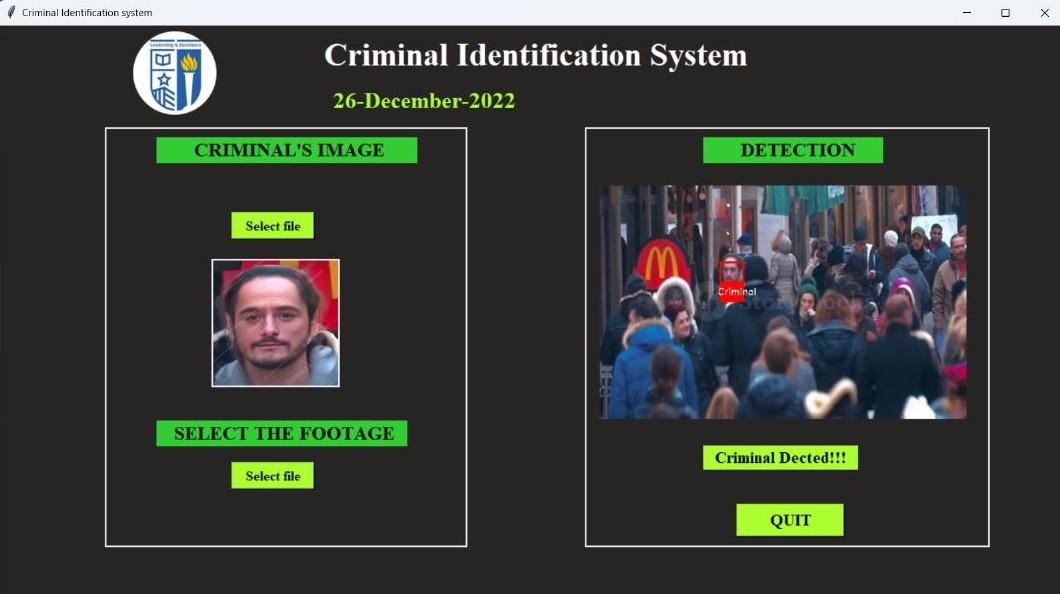 Criminal Identification system
Leadership & Excellence
Criminal Identification System
26-December-2022
CRIMINAL'S IMAGE
Select file
SELECT THE FOOTAGE
Select file
DETECTION
Criminal
Criminal Dected!!!
QUIT